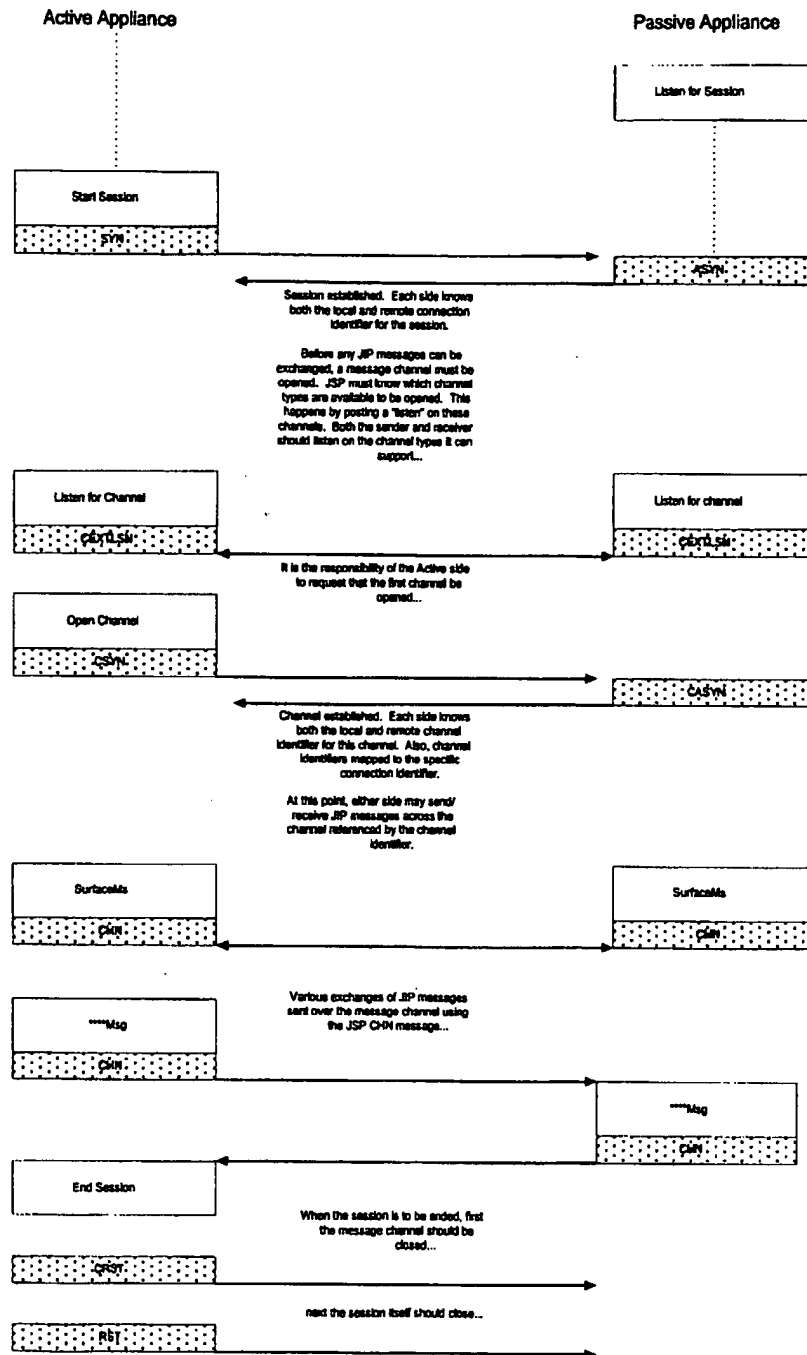 Active Appliance
Passive Appliance
Listen for Session
Start Session
SYN
ASYN
Session established. Each side knows
both the local and remote connection
identifier for the session.
Before any JIP messages can be
exchanged, a message channel must be
opened. JSP must know which channel
types are available to be opened. This
happens by posting a "listen" on these
channels. Both the sender and receiver
should listen on the channel types it can
support...
Listen for Channel
Listen for channel
It is the responsibility of the Active side
to request that the first channel be
opened...
Open Channel
CSYN
CASYN
Channel established. Each side knows
both the local and remote channel
identifier for this channel. Also, channel
identifiers mapped to the specific
connection identifier.
At this point, either side may send/
receive JIP messages across the
channel referenced by the channel
identifier.
SurfaceMs
SurfaceMs
Various exchanges of JIP messages
sent over the message channel using
the JSP CHN message...
****Msg
****Msg
End Session
When the session is to be ended, first
the message channel should be
closed...
CRST
next the session itself should close...
RST